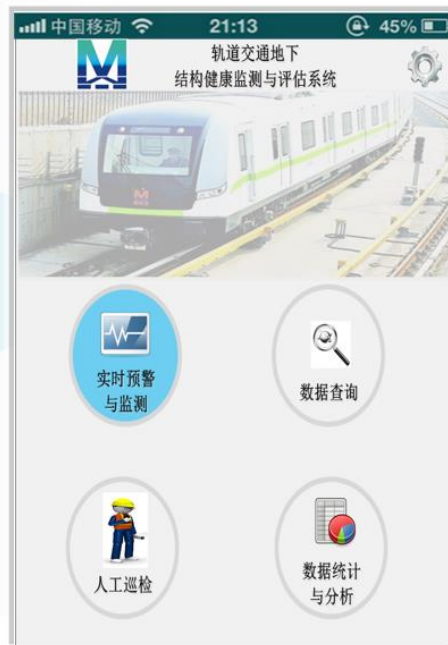 中国移动 21:13 45%
轨道交通地下
结构健康监测与评估系统
实时预警
与监测
数据查询
人工巡检
数据统计
与分析